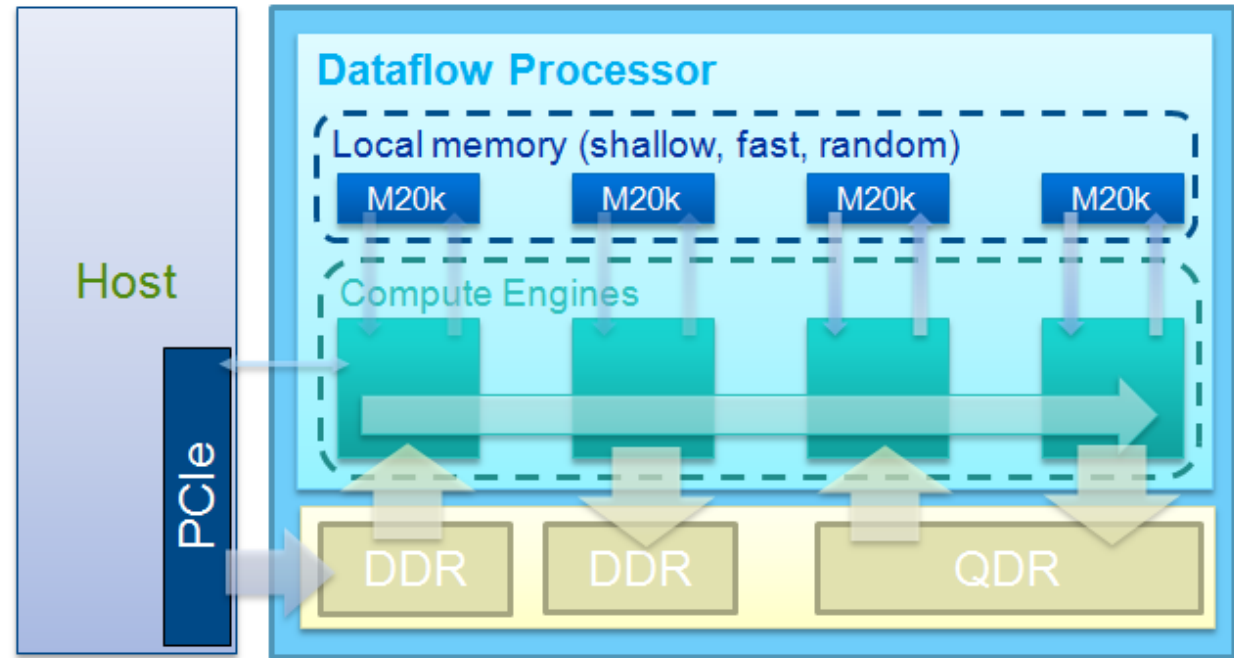 Dataflow Processor
Local memory (shallow, fast, random)
M20k
M20k
M20k
M20k
Host
Compute Engines
PCIe
DDR
DDR
QDR